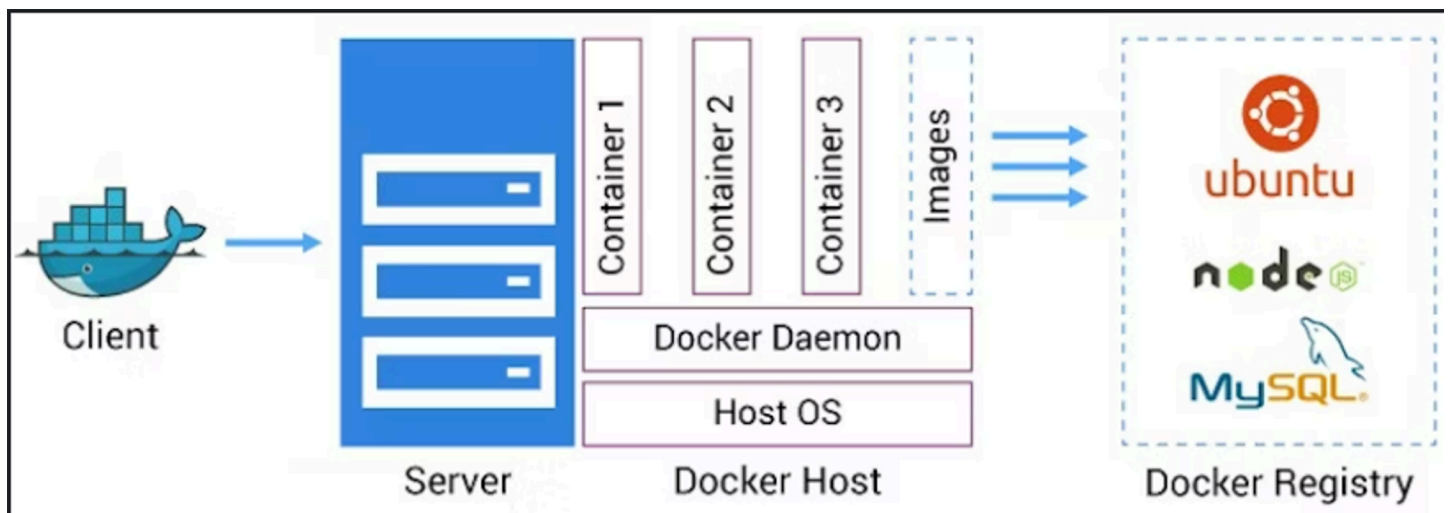 Client
Server
Container 1
Container 2
Container 3
Images
Docker Daemon
Host OS
Docker Host
ubuntu
node
JS
MySQL®
Docker Registry